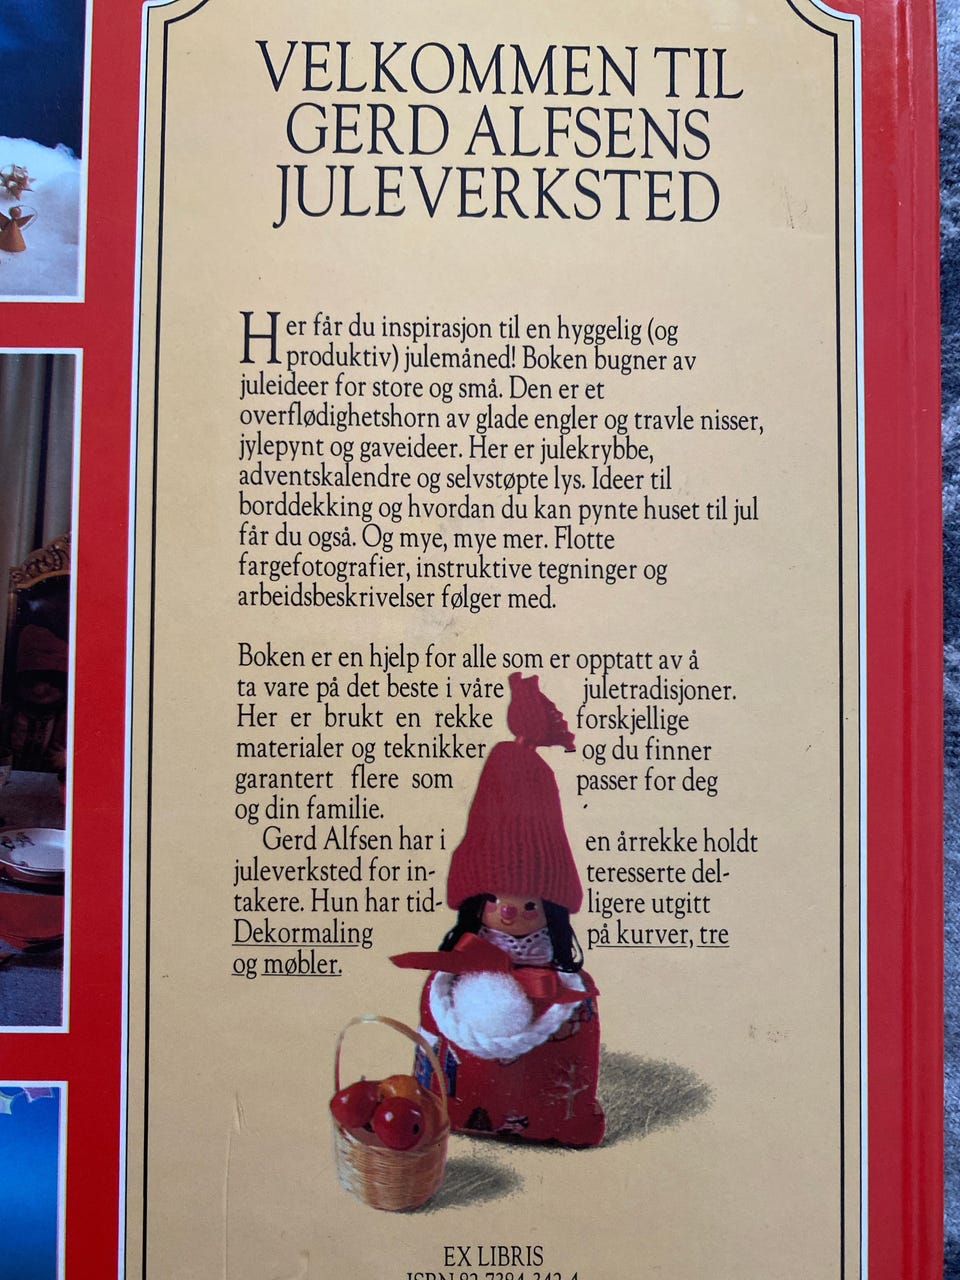 VELKOMMEN TIL
GERD ALFSENS
JULEVERKSTED
Her får du inspirasjon til en hyggelig (og
produktiv) julemåned! Boken bugner av
juleideer for store og små. Den er et
overflødighetshorn av glade engler og travle nisser,
jylepynt og gaveideer. Her er julekrybbe,
adventskalendre og selvstøpte lys. Ideer til
borddekking og hvordan du kan pynte huset til jul
får du også. Og mye, mye mer. Flotte
fargefotografier, instruktive tegninger og
arbeidsbeskrivelser følger med.
Boken er en hjelp for alle som er opptatt av å
ta vare på det beste i våre juletradisjoner.
Her er brukt en rekke forskjellige
materialer og teknikker og du finner
garantert flere som passer for deg
og din familie.
Gerd Alfsen har i en årrekke holdt
juleverksted for in- teresserte del-
takere. Hun har tid- ligere utgitt
Dekormaling på kurver, tre
og møbler.
EX LIBRIS
ISBN 82-7384-342-4